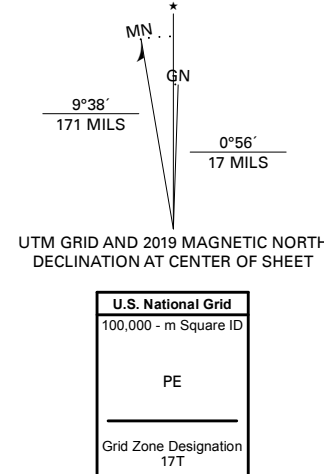 ★
MN
GN
9°38´
171 MILS
0°56´
17 MILS
UTM GRID AND 2019 MAGNETIC NORTH
DECLINATION AT CENTER OF SHEET
U.S. National Grid
100,000 - m Square ID
PE
Grid Zone Designation
17T